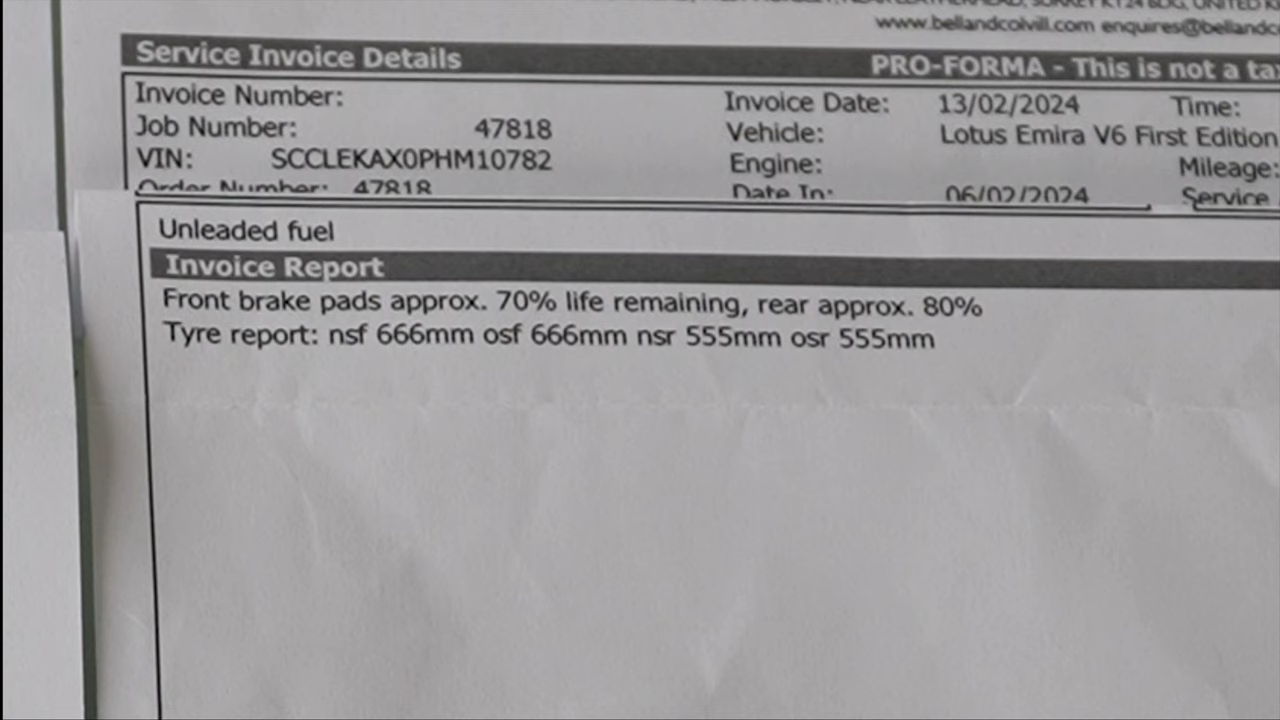 www.bellandcolvill.com enquires@bellandc
Service Invoice Details PRO-FORMA - This is not a ta
Invoice Number: Invoice Date: 13/02/2024 Time:
Job Number: 47818 Vehicle: Lotus Emira V6 First Edition
VIN: SCCLEKAX0PHM10782 Engine: Mileage:
Order Number: 47818 Date In: 06/02/2024 Service
Unleaded fuel
Invoice Report
Front brake pads approx. 70% life remaining, rear approx. 80%
Tyre report: nsf 666mm osf 666mm nsr 555mm osr 555mm